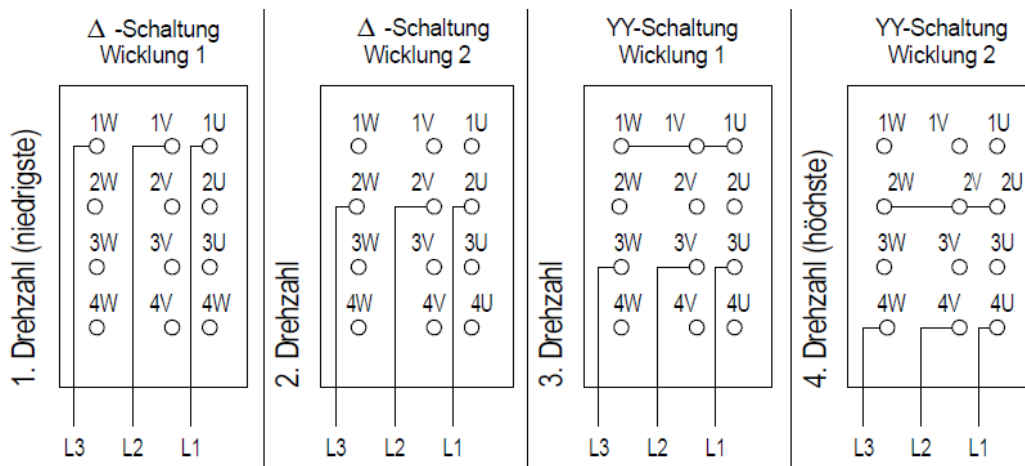 Δ -Schaltung
Wicklung 1
1. Drehzahl (niedrigste)
1W 1V 1U
2W 2V 2U
3W 3V 3U
4W 4V 4W
L3 L2 L1
Δ -Schaltung
Wicklung 2
2. Drehzahl
1W 1V 1U
2W 2V 2U
3W 3V 3U
4W 4V 4U
L3 L2 L1
YY-Schaltung
Wicklung 1
3. Drehzahl
1W 1V 1U
2W 2V 2U
3W 3V 3U
4W 4V 4U
L3 L2 L1
YY-Schaltung
Wicklung 2
4. Drehzahl (höchste)
1W 1V 1U
2W 2V 2U
3W 3V 3U
4W 4V 4U
L3 L2 L1